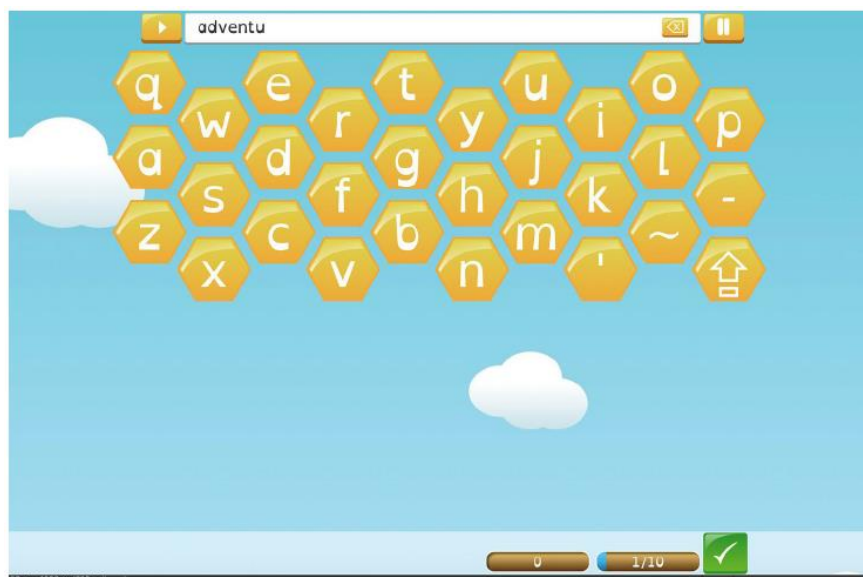 adventu
q e t u o
w r y i p
a d g j l
s f h k -
z c b m ~
x v n '
0 1/10